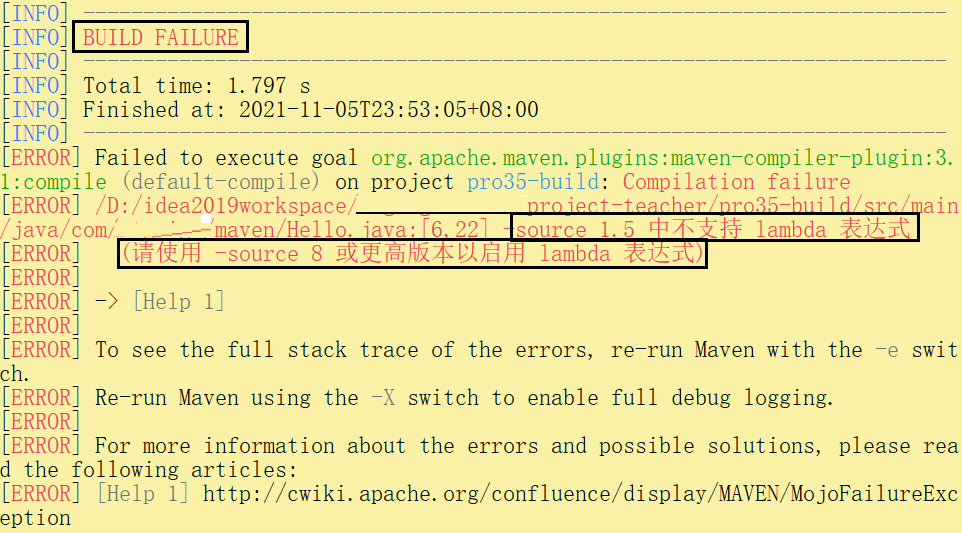 [INFO] ------------------------------------------------------------------------
[INFO] BUILD FAILURE
[INFO] ------------------------------------------------------------------------
[INFO] Total time: 1.797 s
[INFO] Finished at: 2021-11-05T23:53:05+08:00
[INFO] ------------------------------------------------------------------------
[ERROR] Failed to execute goal org.apache.maven.plugins:maven-compiler-plugin:3.
1:compile (default-compile) on project pro35-build: Compilation failure
[ERROR] /D:/idea2019workspace/ project-teacher/pro35-build/src/main
/java/com/ maven/Hello.java:[6,22] -source 1.5 中不支持 lambda 表达式
[ERROR] (请使用 -source 8 或更高版本以启用 lambda 表达式)
[ERROR]
[ERROR] -> [Help 1]
[ERROR]
[ERROR] To see the full stack trace of the errors, re-run Maven with the -e swit
ch.
[ERROR] Re-run Maven using the -X switch to enable full debug logging.
[ERROR]
[ERROR] For more information about the errors and possible solutions, please rea
d the following articles:
[ERROR] [Help 1] http://cwiki.apache.org/confluence/display/MAVEN/MojoFailureExc
eption